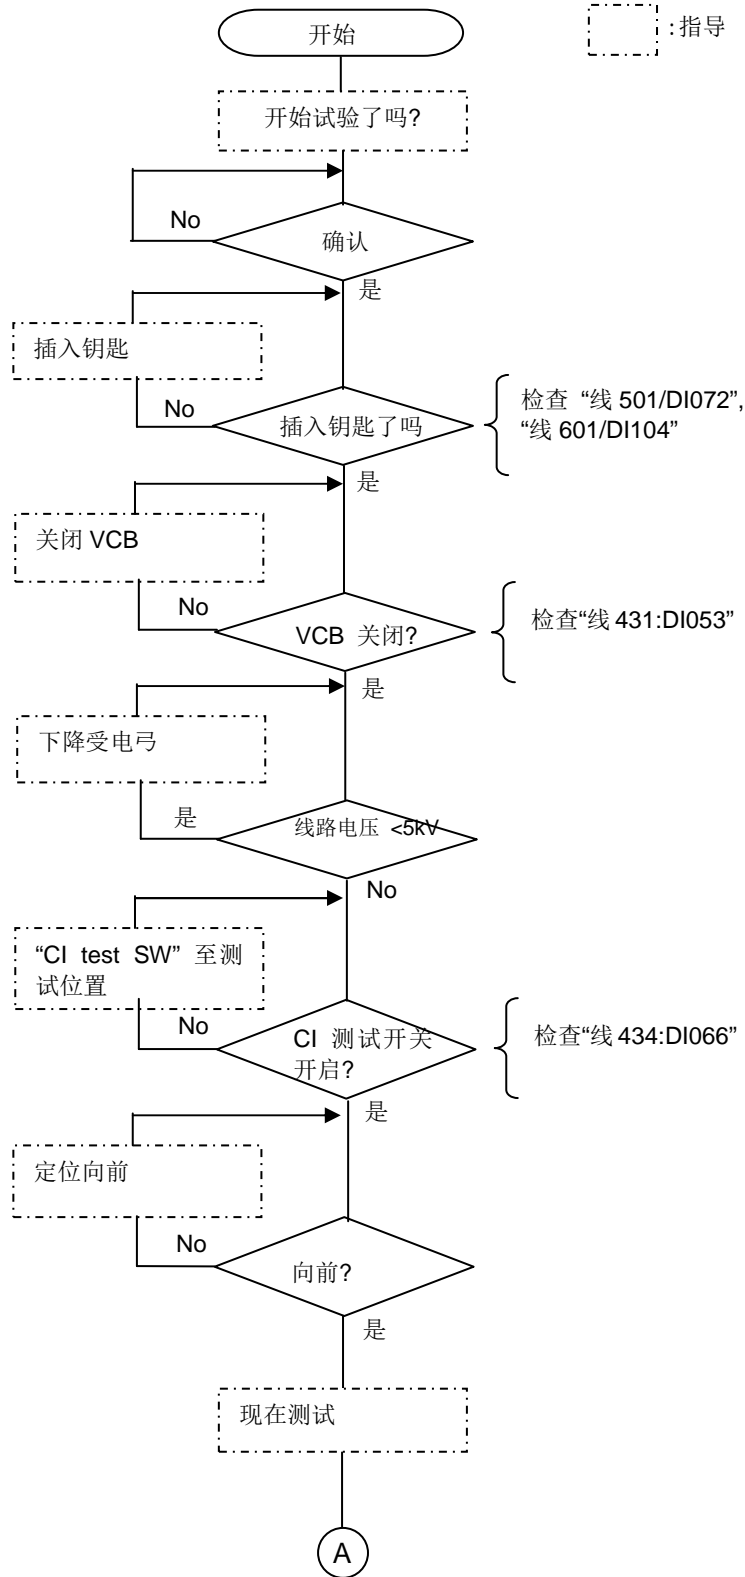 开始
:指导
开始试验了吗?
No
确认
是
插入钥匙
No
插入钥匙了吗
检查 “线 501/DI072”,
“线 601/DI104”
是
关闭 VCB
No
VCB 关闭?
检查“线 431:DI053”
是
下降受电弓
是
线路电压 <5kV
No
“CI test SW” 至测
试位置
No
CI 测试开关
开启?
检查“线 434:DI066”
是
定位向前
No
向前?
是
现在测试
A